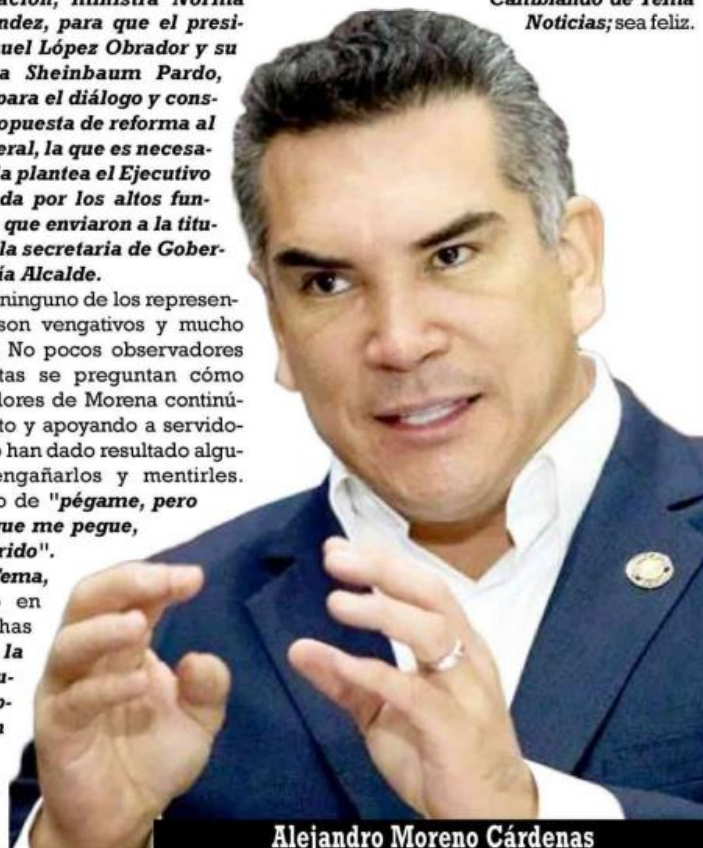 ación, ministra Norma
ndez, para que el presi-
uel López Obrador y su
a Sheinbaum Pardo,
para el diálogo y cons-
opuesta de reforma al
eral, la que es necesa-
la plantea el Ejecutivo
da por los altos fun-
que enviaron a la titu-
la secretaria de Gober-
ía Alcalde.
ninguno de los represen-
son vengativos y mucho
No pocos observadores
tas se preguntan cómo
dores de Morena continú-
to y apoyando a servido-
han dado resultado algu-
engañarlos y mentirles.
o de "pégame, pero
que me pegue,
rido".
Tema,
en
has
la
u-
Cambiando de Tema
Noticias; sea feliz.
Alejandro Moreno Cárdenas